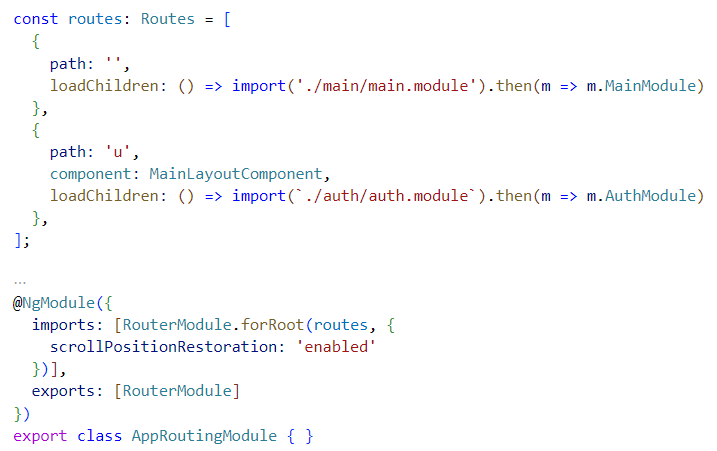 const routes: Routes = [
  {
    path: '',
    loadChildren: () => import('./main/main.module').then(m => m.MainModule)
  },
  {
    path: 'u',
    component: MainLayoutComponent,
    loadChildren: () => import(`./auth/auth.module`).then(m => m.AuthModule)
  },
];
...
@NgModule({
  imports: [RouterModule.forRoot(routes, {
    scrollPositionRestoration: 'enabled'
  })],
  exports: [RouterModule]
})
export class AppRoutingModule { }